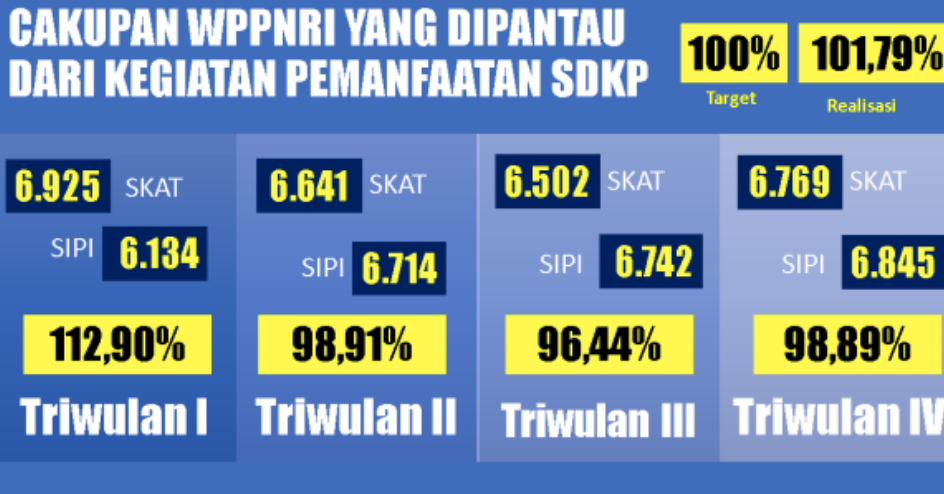 CAKUPAN WPPNRI YANG DIPANTAU
DARI KEGIATAN PEMANFAATAN SDKP
100%
Target
101,79%
Realisasi
6.925 SKAT
SIPI 6.134
112,90%
Triwulan I
6.641 SKAT
SIPI 6.714
98,91%
Triwulan II
6.502 SKAT
SIPI 6.742
96,44%
Triwulan III
6.769 SKAT
SIPI 6.845
98,89%
Triwulan IV